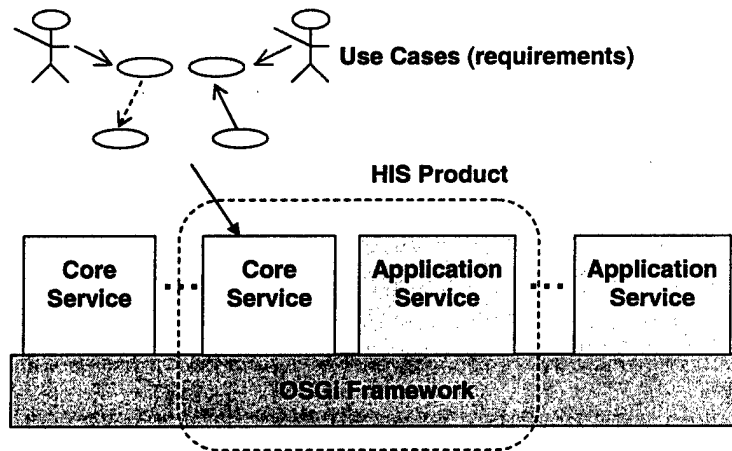 Use Cases (requirements)
HIS Product
Core
Service
Core
Service
Application
Service
Application
Service
OSGi Framework